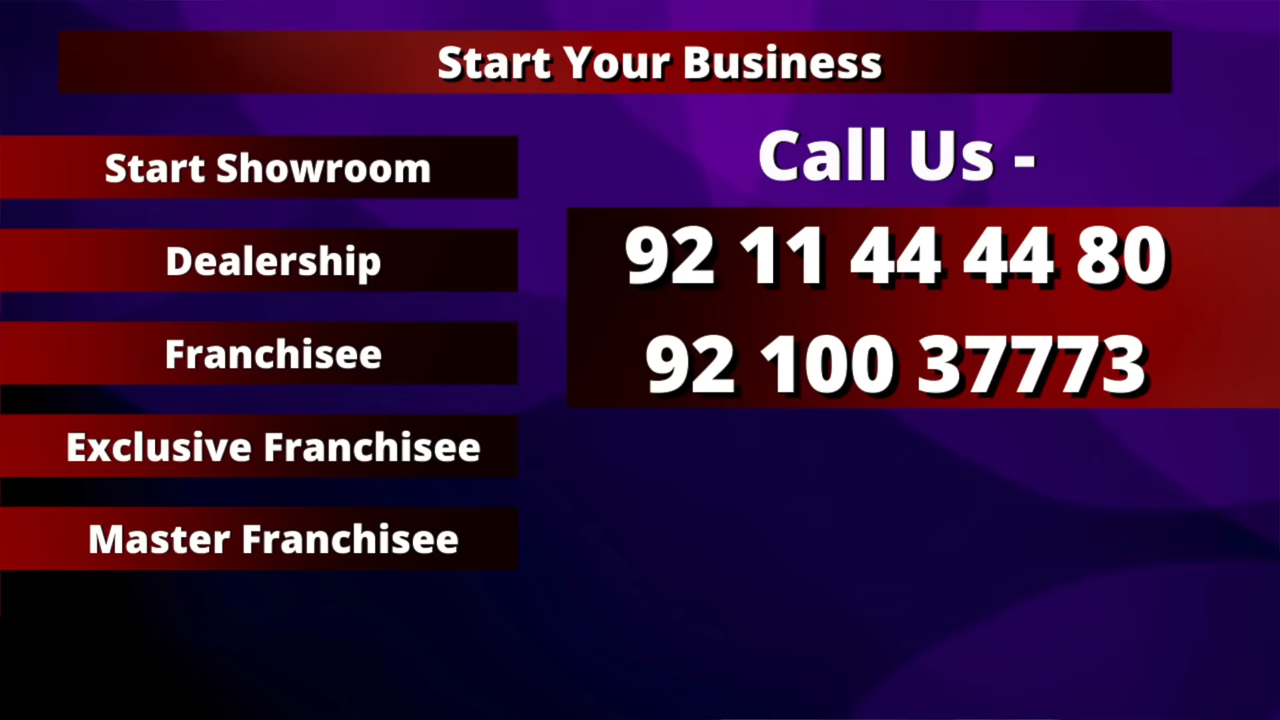 Start Your Business
Start Showroom
Dealership
Franchisee
Exclusive Franchisee
Master Franchisee
Call Us -
92 11 44 44 80
92 100 37773